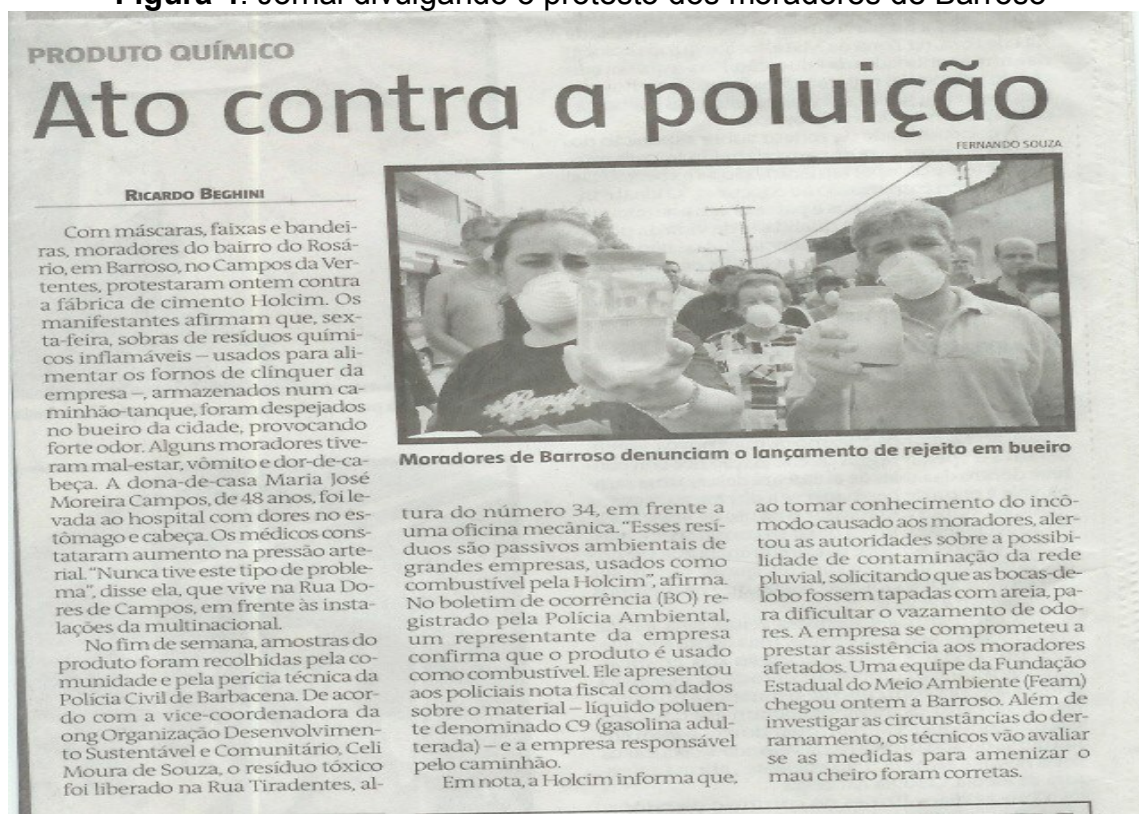 Figura 4: Jornal divulgando o protesto dos moradores de Barroso
PRODUTO QUÍMICO
Ato contra a poluição
FERNANDO SOUZA
RICARDO BEGHINI
Com máscaras, faixas e bandei-
ras, moradores do bairro do Rosá-
rio, em Barroso, no Campos da Ver-
tentes, protestaram ontem contra
a fábrica de cimento Holcim. Os
manifestantes afirmam que, sex-
ta-feira, sobras de resíduos quími-
cos inflamáveis – usados para ali-
mentar os fornos de clínquer da
empresa –, armazenados num ca-
minhão-tanque, foram despejados
no bueiro da cidade, provocando
forte odor. Alguns moradores tive-
ram mal-estar, vômito e dor-de-ca-
beça. A dona-de-casa Maria José
Moreira Campos, de 48 anos, foi le-
vada ao hospital com dores no es-
tômago e cabeça. Os médicos cons-
tataram aumento na pressão arte-
rial. "Nunca tive este tipo de proble-
ma", disse ela, que vive na Rua Do-
res de Campos, em frente às insta-
lações da multinacional.
No fim de semana, amostras do
produto foram recolhidas pela co-
munidade e pela perícia técnica da
Polícia Civil de Barbacena. De acor-
do com a vice-coordenadora da
ong Organização Desenvolvimen-
to Sustentável e Comunitário, Celi
Moura de Souza, o resíduo tóxico
foi liberado na Rua Tiradentes, al-
Moradores de Barroso denunciam o lançamento de rejeito em bueiro
tura do número 34, em frente a
uma oficina mecânica. "Esses resí-
duos são passivos ambientais de
grandes empresas, usados como
combustível pela Holcim", afirma.
No boletim de ocorrência (BO) re-
gistrado pela Polícia Ambiental,
um representante da empresa
confirma que o produto é usado
como combustível. Ele apresentou
aos policiais nota fiscal com dados
sobre o material – líquido poluen-
te denominado C9 (gasolina adul-
terada) – e a empresa responsável
pelo caminhão.
Em nota, a Holcim informa que,
ao tomar conhecimento do incô-
modo causado aos moradores, aler-
tou as autoridades sobre a possibi-
lidade de contaminação da rede
pluvial, solicitando que as bocas-de-
lobo fossem tapadas com areia, pa-
ra dificultar o vazamento de odo-
res. A empresa se comprometeu a
prestar assistência aos moradores
afetados. Uma equipe da Fundação
Estadual do Meio Ambiente (Feam)
chegou ontem a Barroso. Além de
investigar as circunstâncias do der-
ramamento, os técnicos vão avaliar
se as medidas para amenizar o
mau cheiro foram corretas.